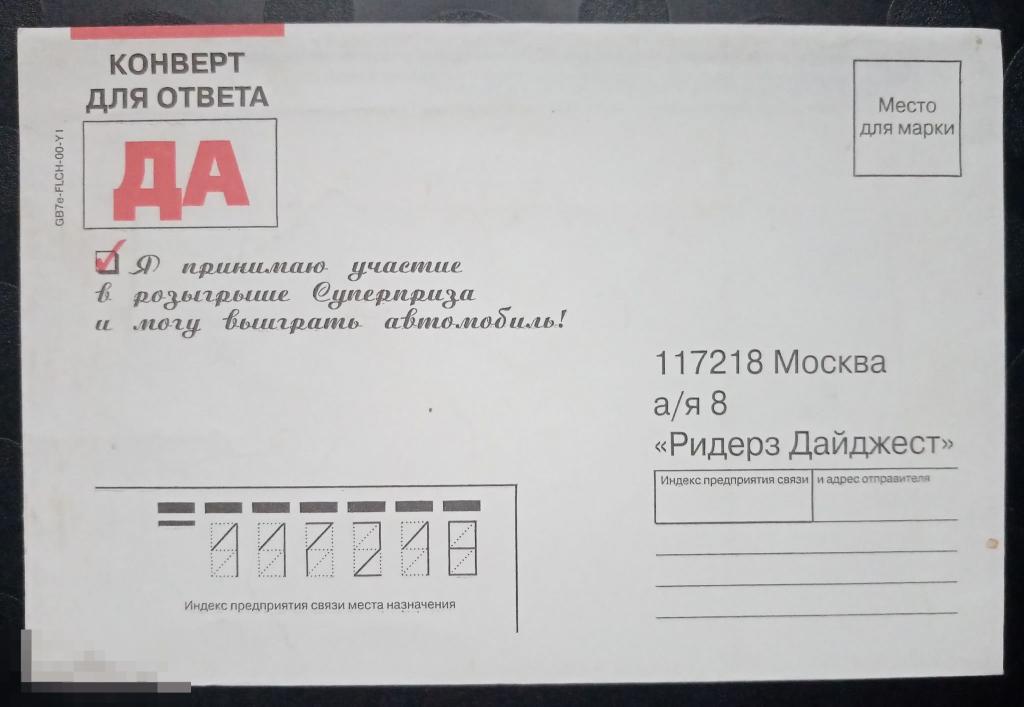 КОНВЕРТ
ДЛЯ ОТВЕТА
ДА
GB7e-FLCH-00-Y1
Место
для марки
Я принимаю участие
в розыгрыше Суперприза
и могу выиграть автомобиль!
117218 Москва
а/я 8
«Ридерз Дайджест»
Индекс предприятия связи и адрес отправителя
117218
Индекс предприятия связи места назначения